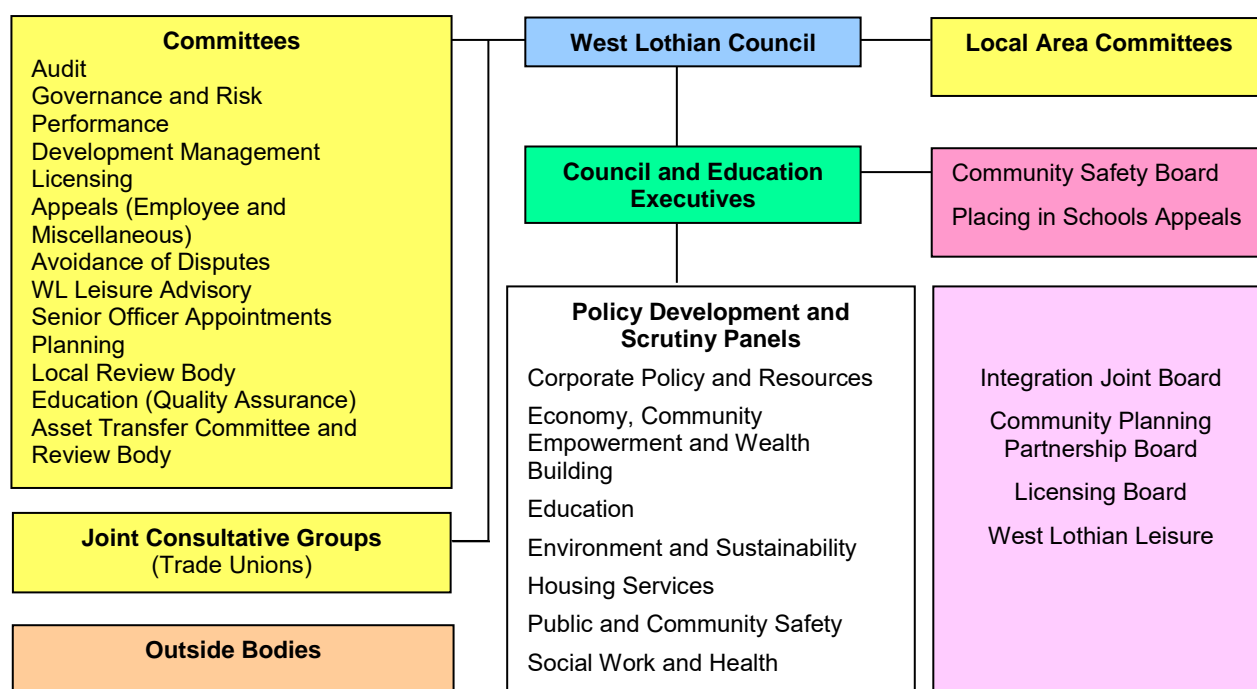 Committees
Audit
Governance and Risk
Performance
Development Management
Licensing
Appeals (Employee and
Miscellaneous)
Avoidance of Disputes
WL Leisure Advisory
Senior Officer Appointments
Planning
Local Review Body
Education (Quality Assurance)
Asset Transfer Committee and
Review Body
Joint Consultative Groups
(Trade Unions)
Outside Bodies
West Lothian Council
Council and Education
Executives
Policy Development and
Scrutiny Panels
Corporate Policy and Resources
Economy, Community
Empowerment and Wealth
Building
Education
Environment and Sustainability
Housing Services
Public and Community Safety
Social Work and Health
Local Area Committees
Community Safety Board
Placing in Schools Appeals
Integration Joint Board
Community Planning
Partnership Board
Licensing Board
West Lothian Leisure